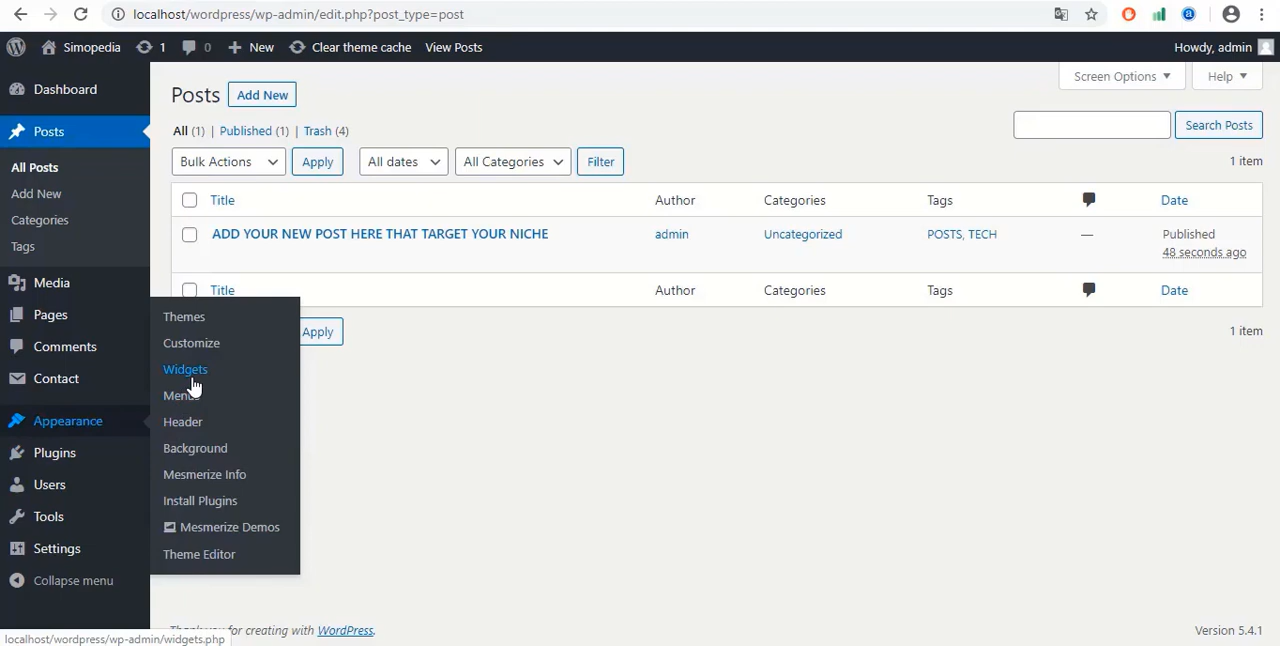 localhost/wordpress/wp-admin/edit.php?post_type=post
Simopedia 1 0 New Clear theme cache View Posts Howdy, admin
Screen Options Help
Dashboard
Posts
All Posts
Add New
Categories
Tags
Media
Pages
Comments
Contact
Appearance
Plugins
Users
Tools
Settings
Collapse menu
Themes
Customize
Widgets
Menus
Header
Background
Mesmerize Info
Install Plugins
Mesmerize Demos
Theme Editor
Posts Add New
All (1) | Published (1) | Trash (4)
Search Posts
Bulk Actions Apply All dates All Categories Filter 1 item
Title Author Categories Tags Date
ADD YOUR NEW POST HERE THAT TARGET YOUR NICHE admin Uncategorized POSTS, TECH — Published
48 seconds ago
Title Author Categories Tags Date
Apply 1 item
for creating with WordPress. Version 5.4.1
localhost/wordpress/wp-admin/widgets.php